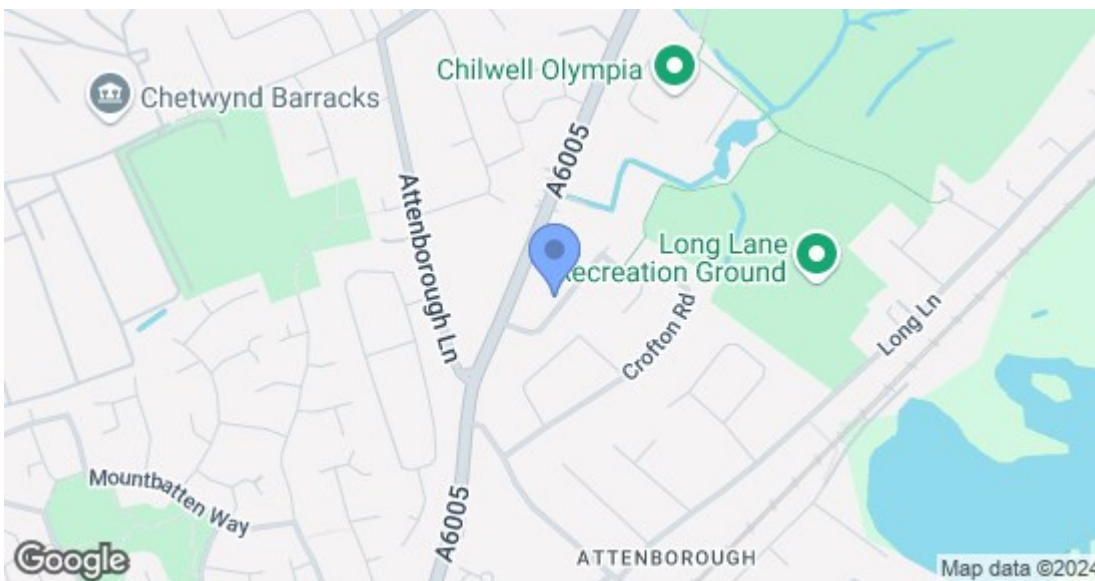 Chilwell Olympia
Chetwynd Barracks
A6005
Attenborough Ln
Long Lane
Recreation Ground
Crofton Rd
Long Ln
Mountbatten Way
A6005
ATTENBOROUGH
Google
Map data ©2024